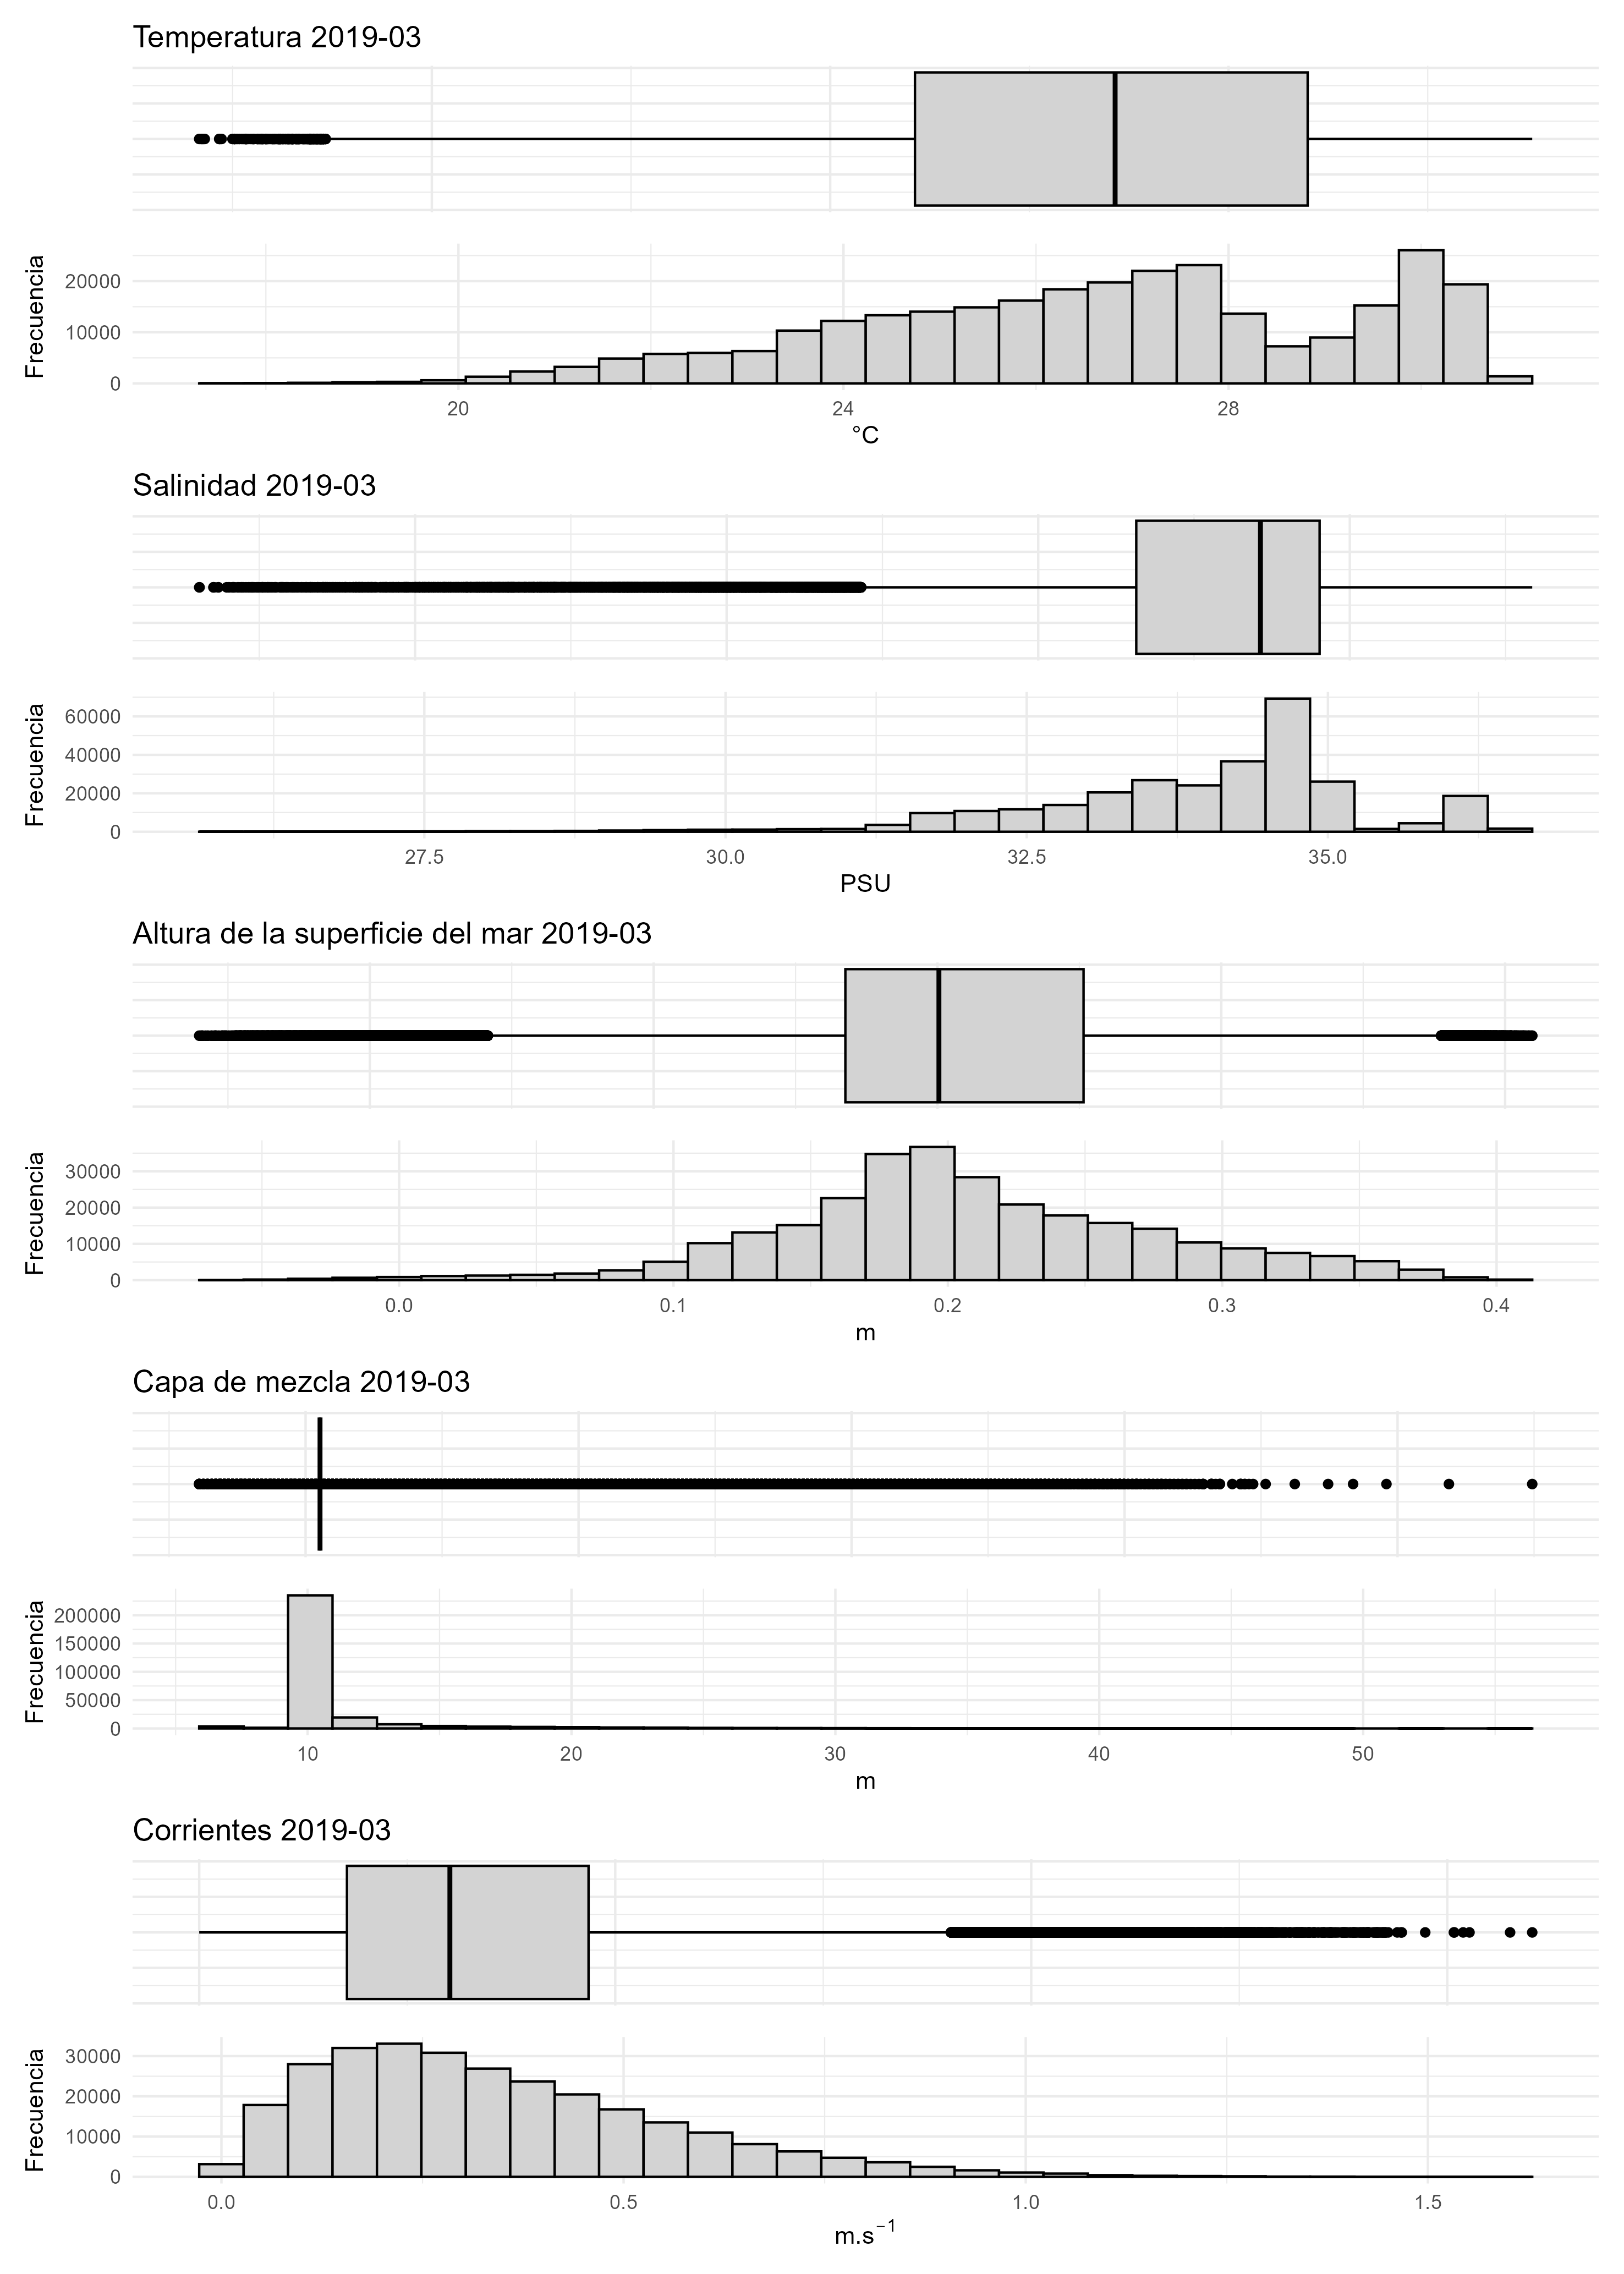 Temperatura 2019-03
Frecuencia
20000
10000
0
20 24 28
°C
Salinidad 2019-03
Frecuencia
60000
40000
20000
0
27.5 30.0 32.5 35.0
PSU
Altura de la superficie del mar 2019-03
Frecuencia
30000
20000
10000
0
0.0 0.1 0.2 0.3 0.4
m
Capa de mezcla 2019-03
Frecuencia
200000
150000
100000
50000
0
10 20 30 40 50
m
Corrientes 2019-03
Frecuencia
30000
20000
10000
0
0.0 0.5 1.0 1.5
m.s⁻¹